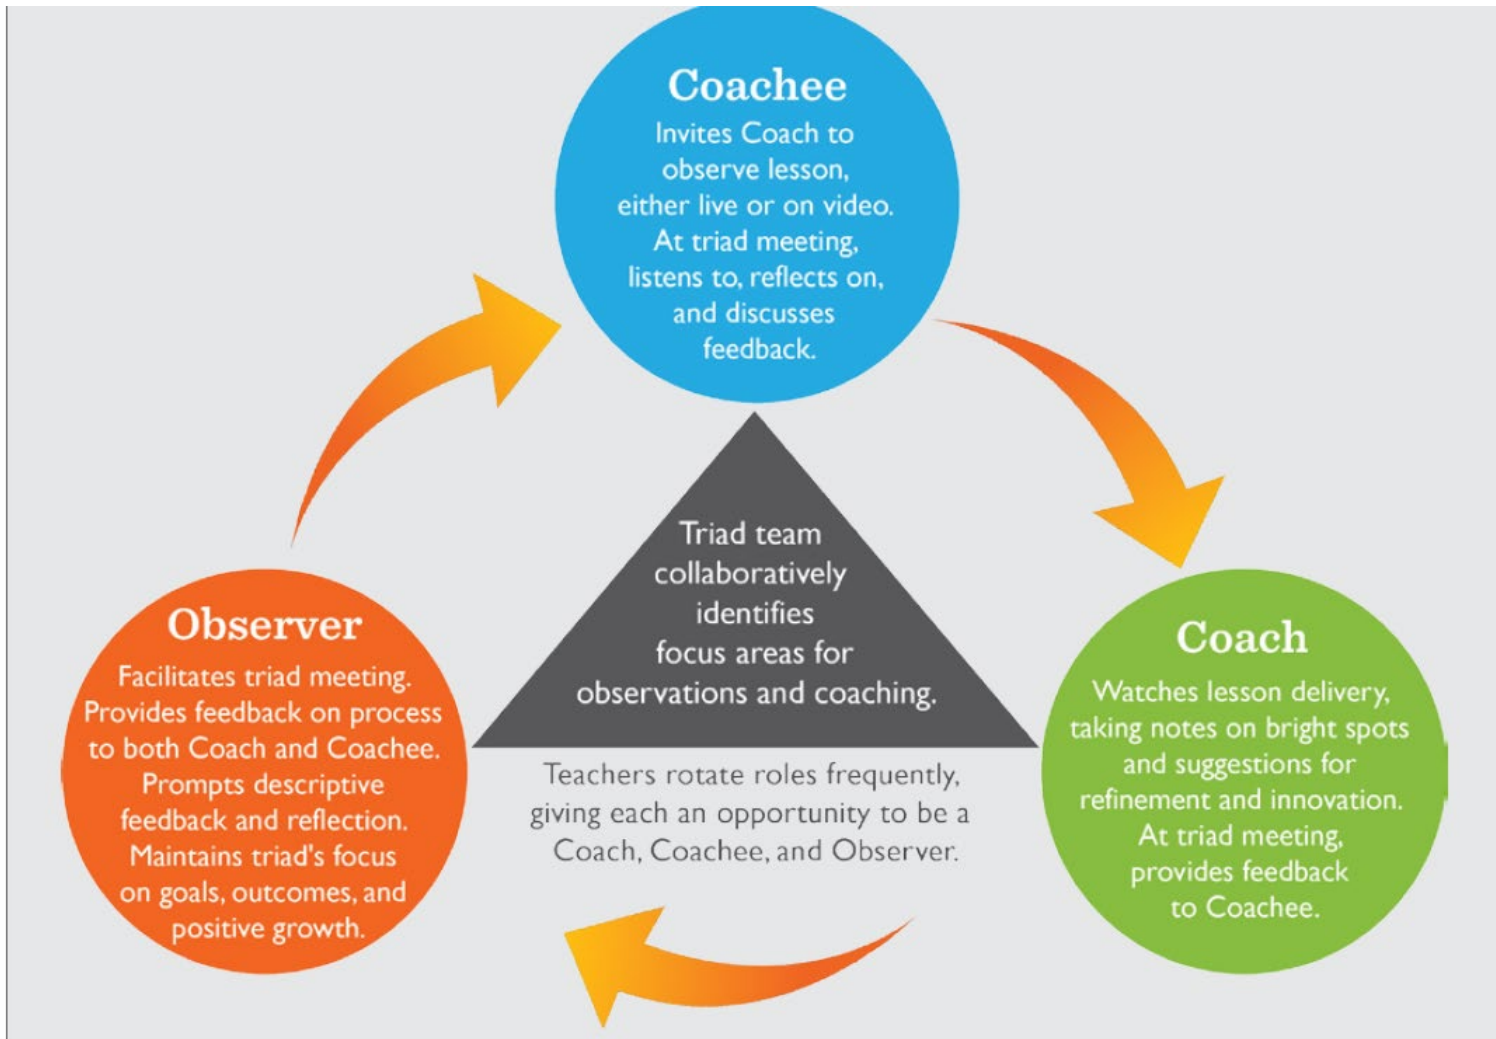 Coachee
Invites Coach to
observe lesson,
either live or on video.
At triad meeting,
listens to, reflects on,
and discusses
feedback.
Triad team
collaboratively
identifies
focus areas for
observations and coaching.
Teachers rotate roles frequently,
giving each an opportunity to be a
Coach, Coachee, and Observer.
Observer
Facilitates triad meeting.
Provides feedback on process
to both Coach and Coachee.
Prompts descriptive
feedback and reflection.
Maintains triad's focus
on goals, outcomes, and
positive growth.
Coach
Watches lesson delivery,
taking notes on bright spots
and suggestions for
refinement and innovation.
At triad meeting,
provides feedback
to Coachee.